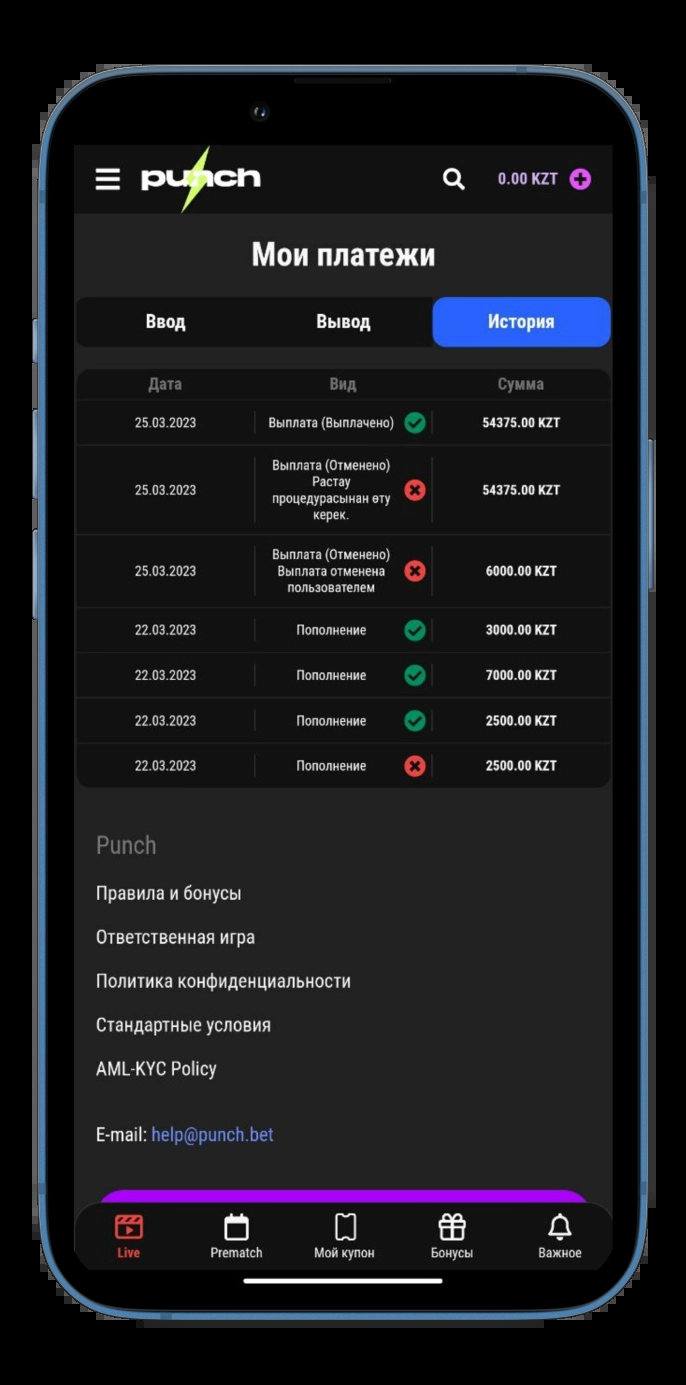 punch
0.00 KZT
Мои платежи
Ввод Вывод История
Дата Вид Сумма
25.03.2023 Выплата (Выплачено) 54375.00 KZT
Выплата (Отменено)
Растау
25.03.2023 процедурасынан өту 54375.00 KZT
керек.
Выплата (Отменено)
25.03.2023 Выплата отменена 6000.00 KZT
пользователем
22.03.2023 Пополнение 3000.00 KZT
22.03.2023 Пополнение 7000.00 KZT
22.03.2023 Пополнение 2500.00 KZT
22.03.2023 Пополнение 2500.00 KZT
Punch
Правила и бонусы
Ответственная игра
Политика конфиденциальности
Стандартные условия
AML-KYC Policy
E-mail: help@punch.bet
Live Prematch Мой купон Бонусы Важное